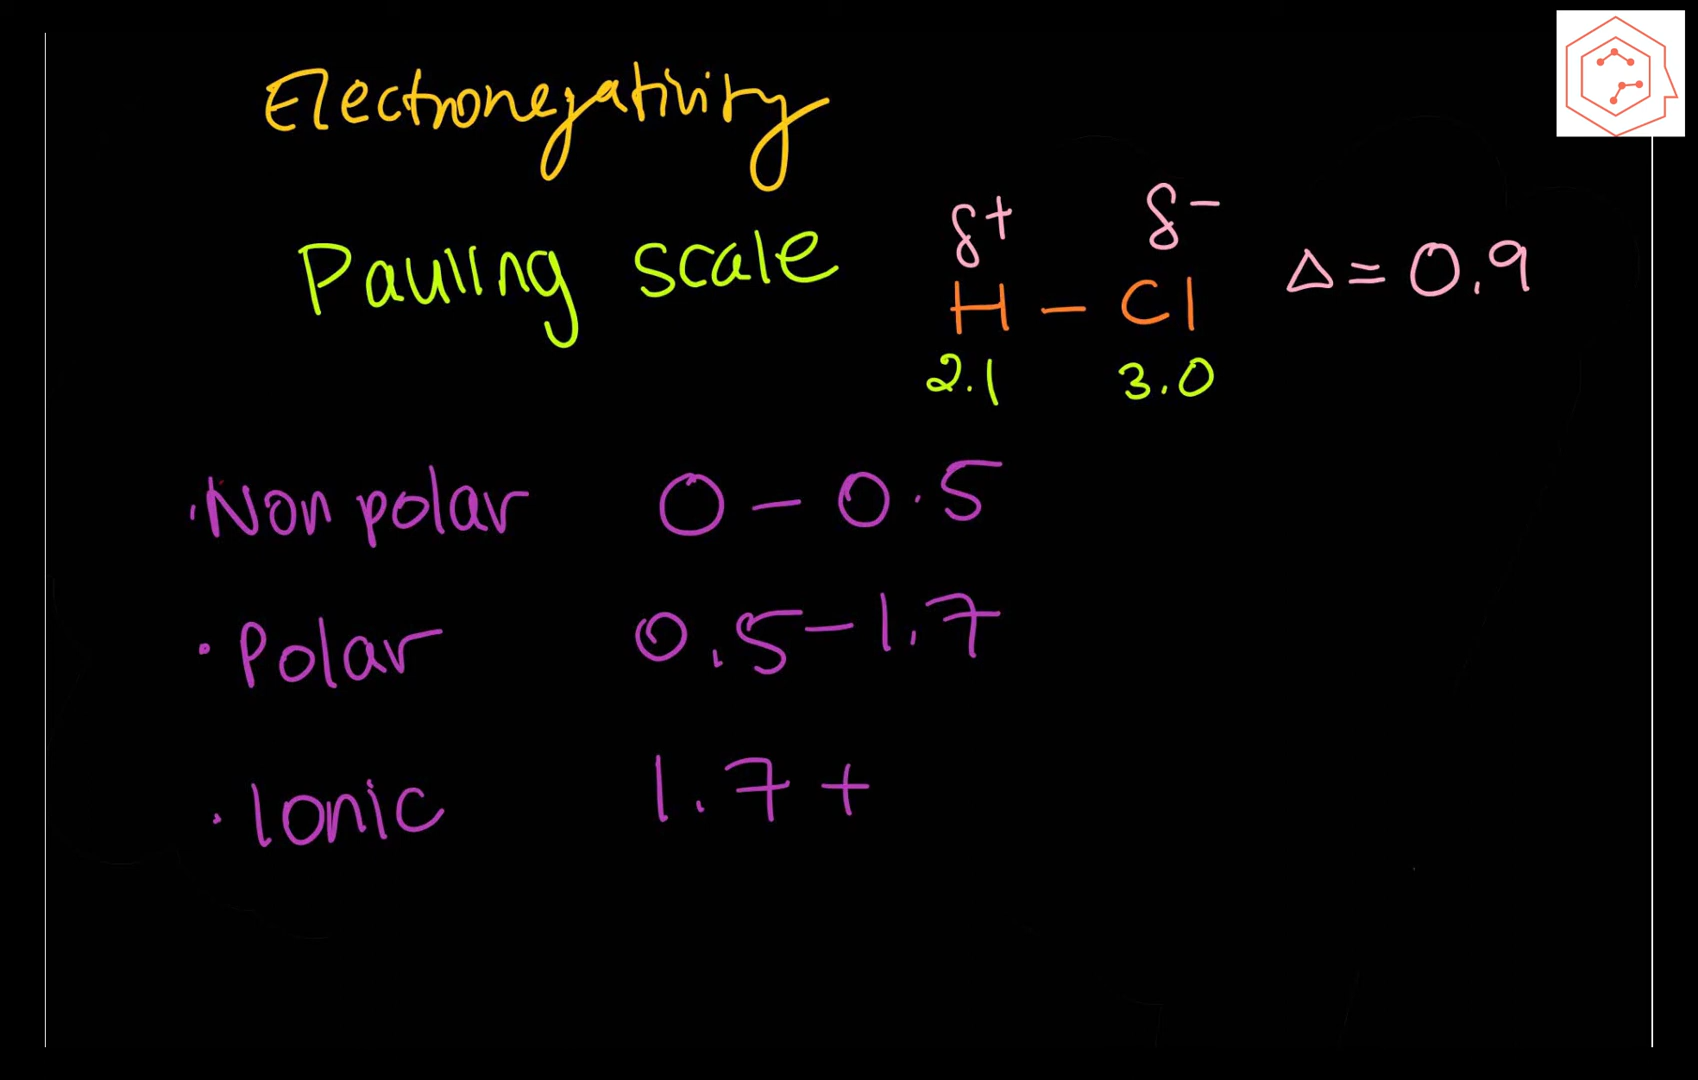 Electronegativity
Pauling scale
δ+ δ-
H - Cl Δ = 0.9
2.1 3.0
· Non polar 0 - 0.5
· Polar 0.5 - 1.7
· Ionic 1.7 +